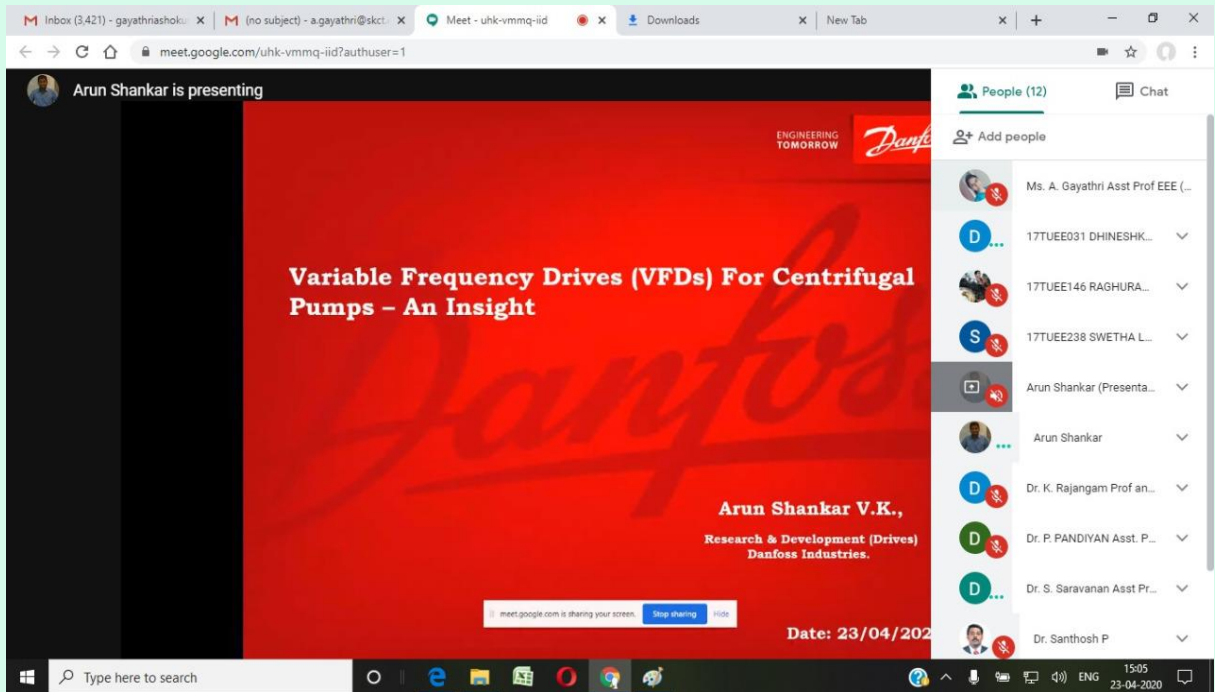 Inbox (3,421) - gayathriashoku
(no subject) - a.gayathri@skct.
Meet - uhk-vmmq-iid
Downloads
New Tab
meet.google.com/uhk-vmmq-iid?authuser=1
Arun Shankar is presenting
People (12)
Chat
Add people
ENGINEERING
TOMORROW
Danfo
Variable Frequency Drives (VFDs) For Centrifugal
Pumps – An Insight
Danfoss
Arun Shankar V.K.,
Research & Development (Drives)
Danfoss Industries.
meet.google.com is sharing your screen. Stop sharing Hide
Date: 23/04/202
Ms. A. Gayathri Asst Prof EEE (...
D
17TUEE031 DHINESHK...
17TUEE146 RAGHURA...
S
17TUEE238 SWETHA L...
Arun Shankar (Presenta...
Arun Shankar
D
Dr. K. Rajangam Prof an...
D
Dr. P. PANDIYAN Asst. P...
D
Dr. S. Saravanan Asst Pr...
Dr. Santhosh P
Type here to search
ENG
15:05
23-04-2020